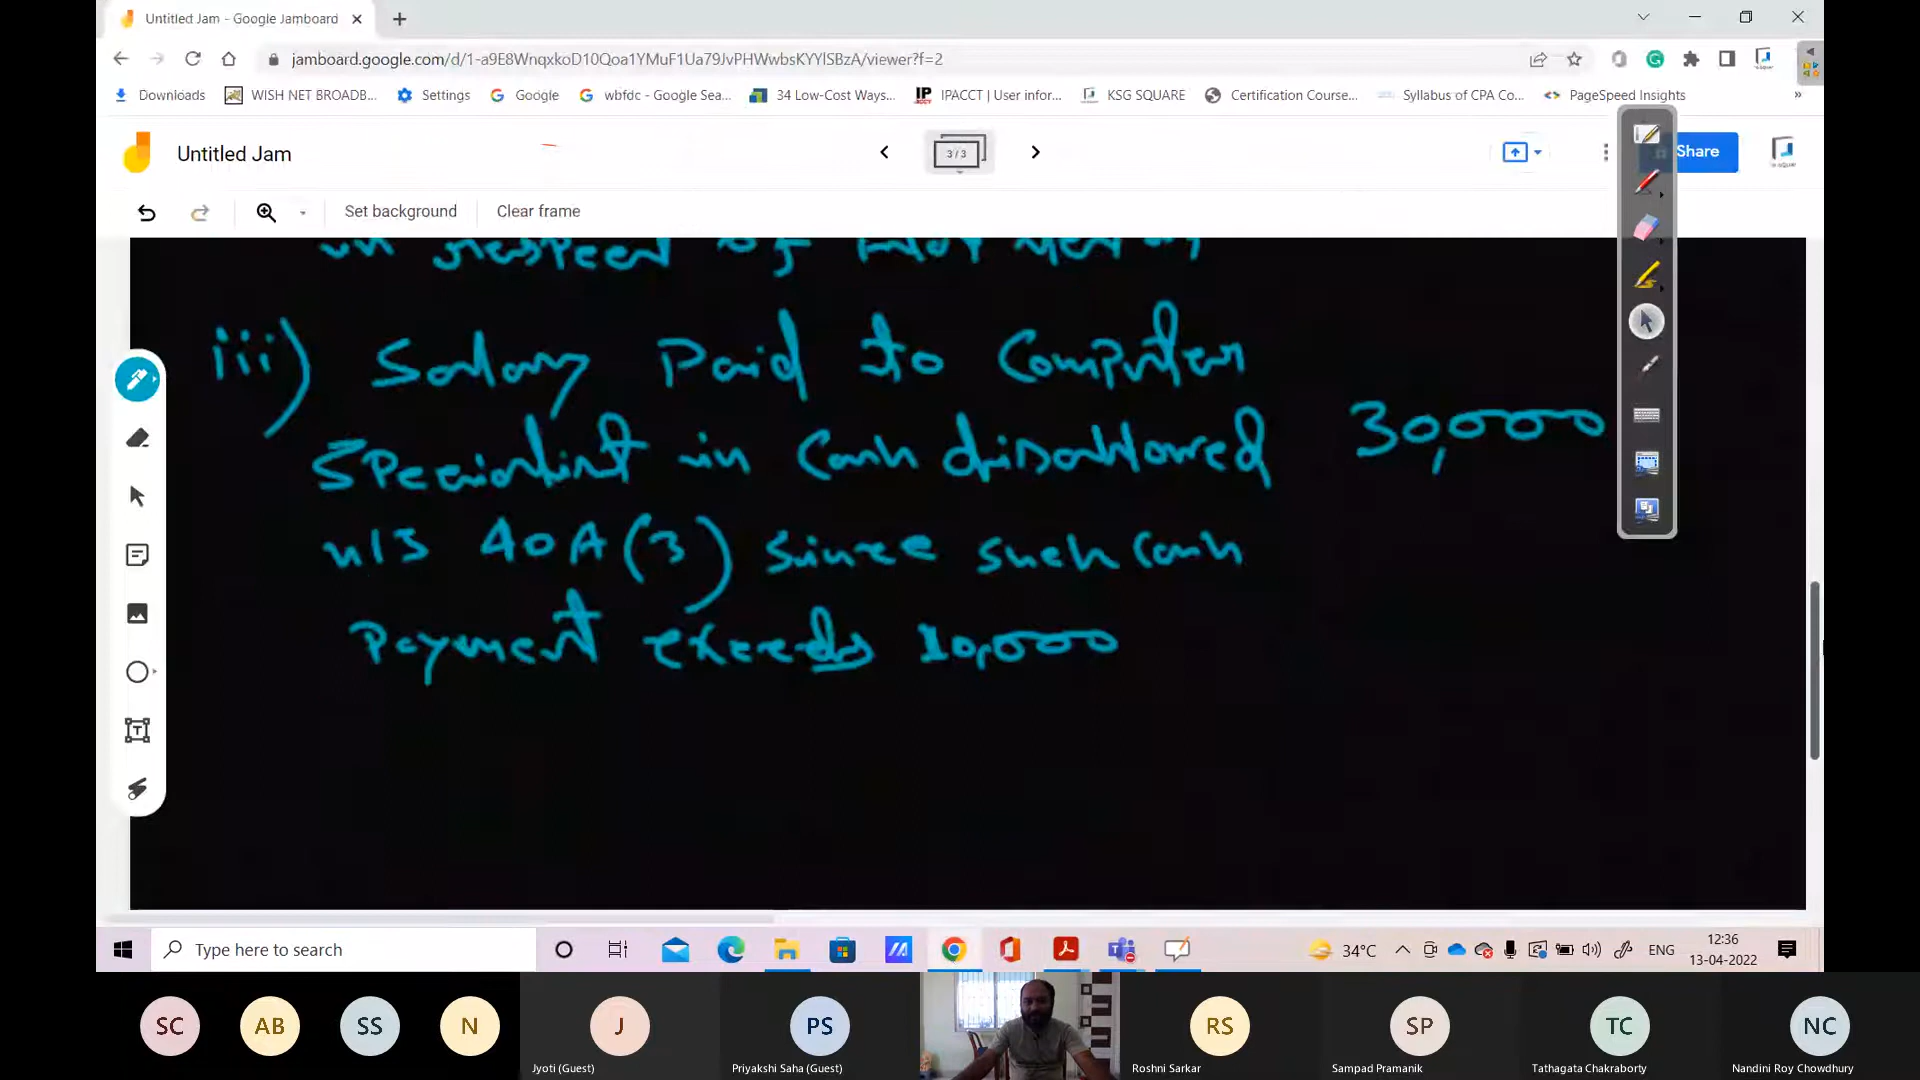 Untitled Jam - Google Jamboard
jamboard.google.com/d/1-a9E8WnqxkoD10Qoa1YMuF1Ua79JvPHWwbsKYYlSBzA/viewer?f=2
Downloads WISH NET BROADB... Settings Google wbfdc - Google Sea... 34 Low-Cost Ways... IPACCT | User infor... KSG SQUARE Certification Course... Syllabus of CPA Co... PageSpeed Insights »
Untitled Jam 3 / 3 Share
Set background Clear frame
in respect of
iii) Salary Paid to Computer
Specialist in Cash disallowed 30,000
u/s 40A(3) since such Cash
Payment exceeds 10,000
Type here to search 34°C ENG 12:36
13-04-2022
SC AB SS N J PS RS SP TC NC
Jyoti (Guest) Priyakshi Saha (Guest) Roshni Sarkar Sampad Pramanik Tathagata Chakraborty Nandini Roy Chowdhury